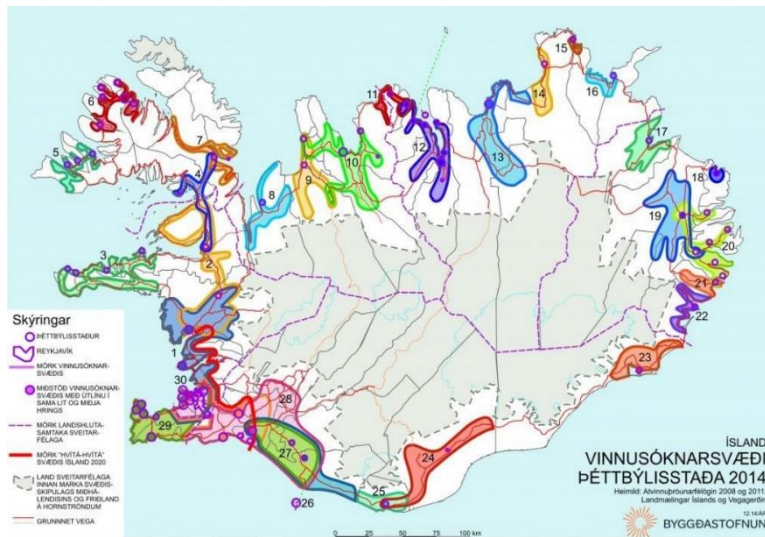 Skýringar
ÞÉTTBÝLISSTAÐUR
REYKJAVÍK
MÖRK VINNUSÓKNAR-
SVÆÐIS
MIÐSTÖÐ VINNUSÓKNAR-
SVÆÐIS MEÐ ÚTLÍNU Í
SAMA LIT OG MIÐJA
HRINGS
MÖRK LANDSHLUTA-
SAMTAKA SVEITAR-
FÉLAGA
MÖRK "HVÍTÁ-HVÍTÁ"
SVÆÐIS ÍSLAND 2020
LAND SVEITARFÉLAGA
INNAN MARKA SVÆÐIS-
SKIPULAGS MIÐHÁ-
LENDISINS OG FRIÐLAND
Á HORNSTRÖNDUM
GRUNNNET VEGA
1
2
3
4
5
6
7
8
9
10
11
12
13
14
15
16
17
18
19
20
21
22
23
24
25
26
27
28
29
30
0 25 50 75 100 km
ÍSLAND
VINNUSÓKNARSVÆÐI
ÞÉTTBÝLISSTAÐA 2014
Heimild: Atvinnuþróunarfélögin 2008 og 2011
Landmælingar Íslands og Vegagerðin
12.14/ÁR
BYGGÐASTOFNUN